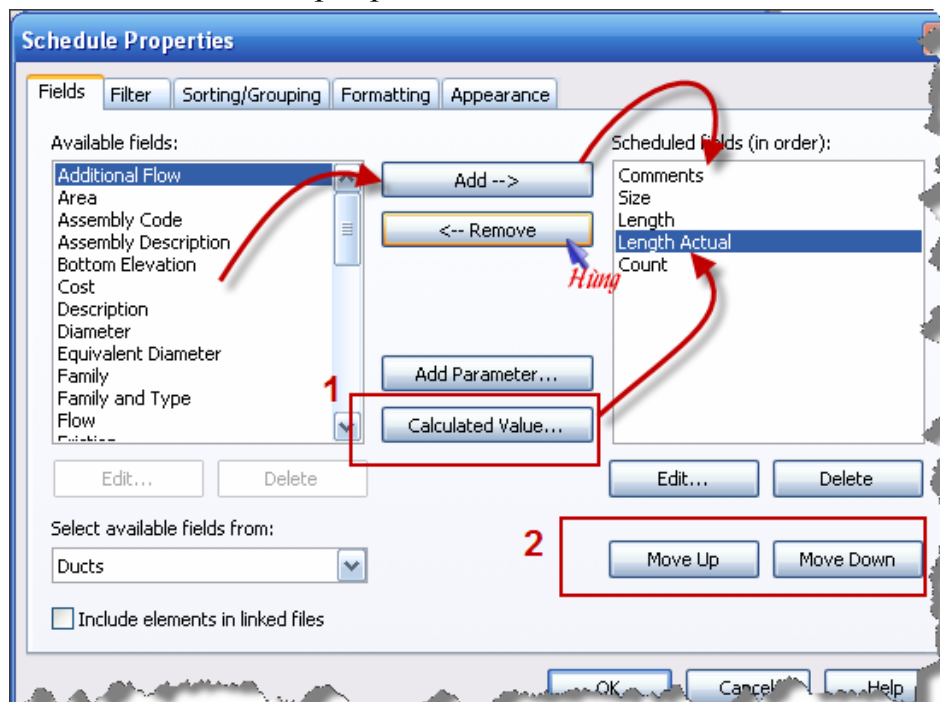 Schedule Properties
Fields Filter Sorting/Grouping Formatting Appearance
Available fields:
Additional Flow
Area
Assembly Code
Assembly Description
Bottom Elevation
Cost
Description
Diameter
Equivalent Diameter
Family
Family and Type
Flow
Add -->
<-- Remove
Hùng
Add Parameter...
1
Calculated Value...
Scheduled fields (in order):
Comments
Size
Length
Length Actual
Count
Edit... Delete
Edit... Delete
Select available fields from:
Ducts
2
Move Up Move Down
Include elements in linked files
OK Cancel Help